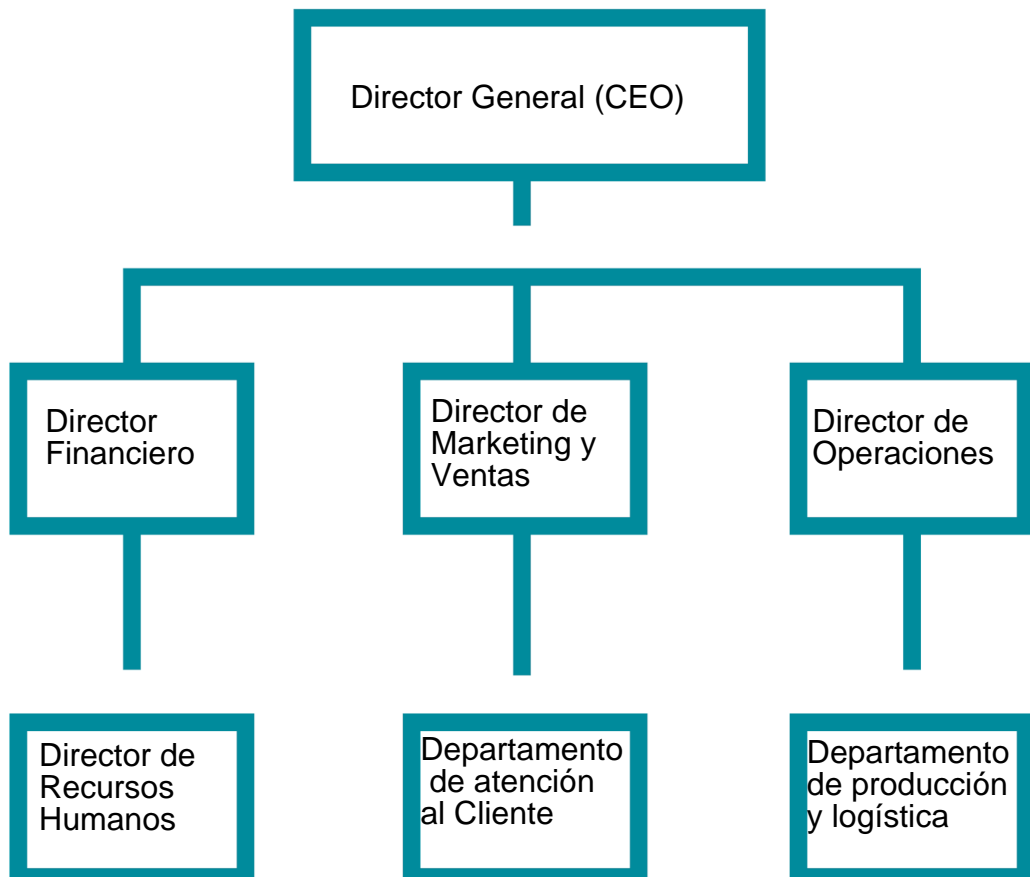 Director General (CEO)
Director
Financiero
Director de
Marketing y
Ventas
Director de
Operaciones
Director de
Recursos
Humanos
Departamento
de atención
al Cliente
Departamento
de producción
y logística